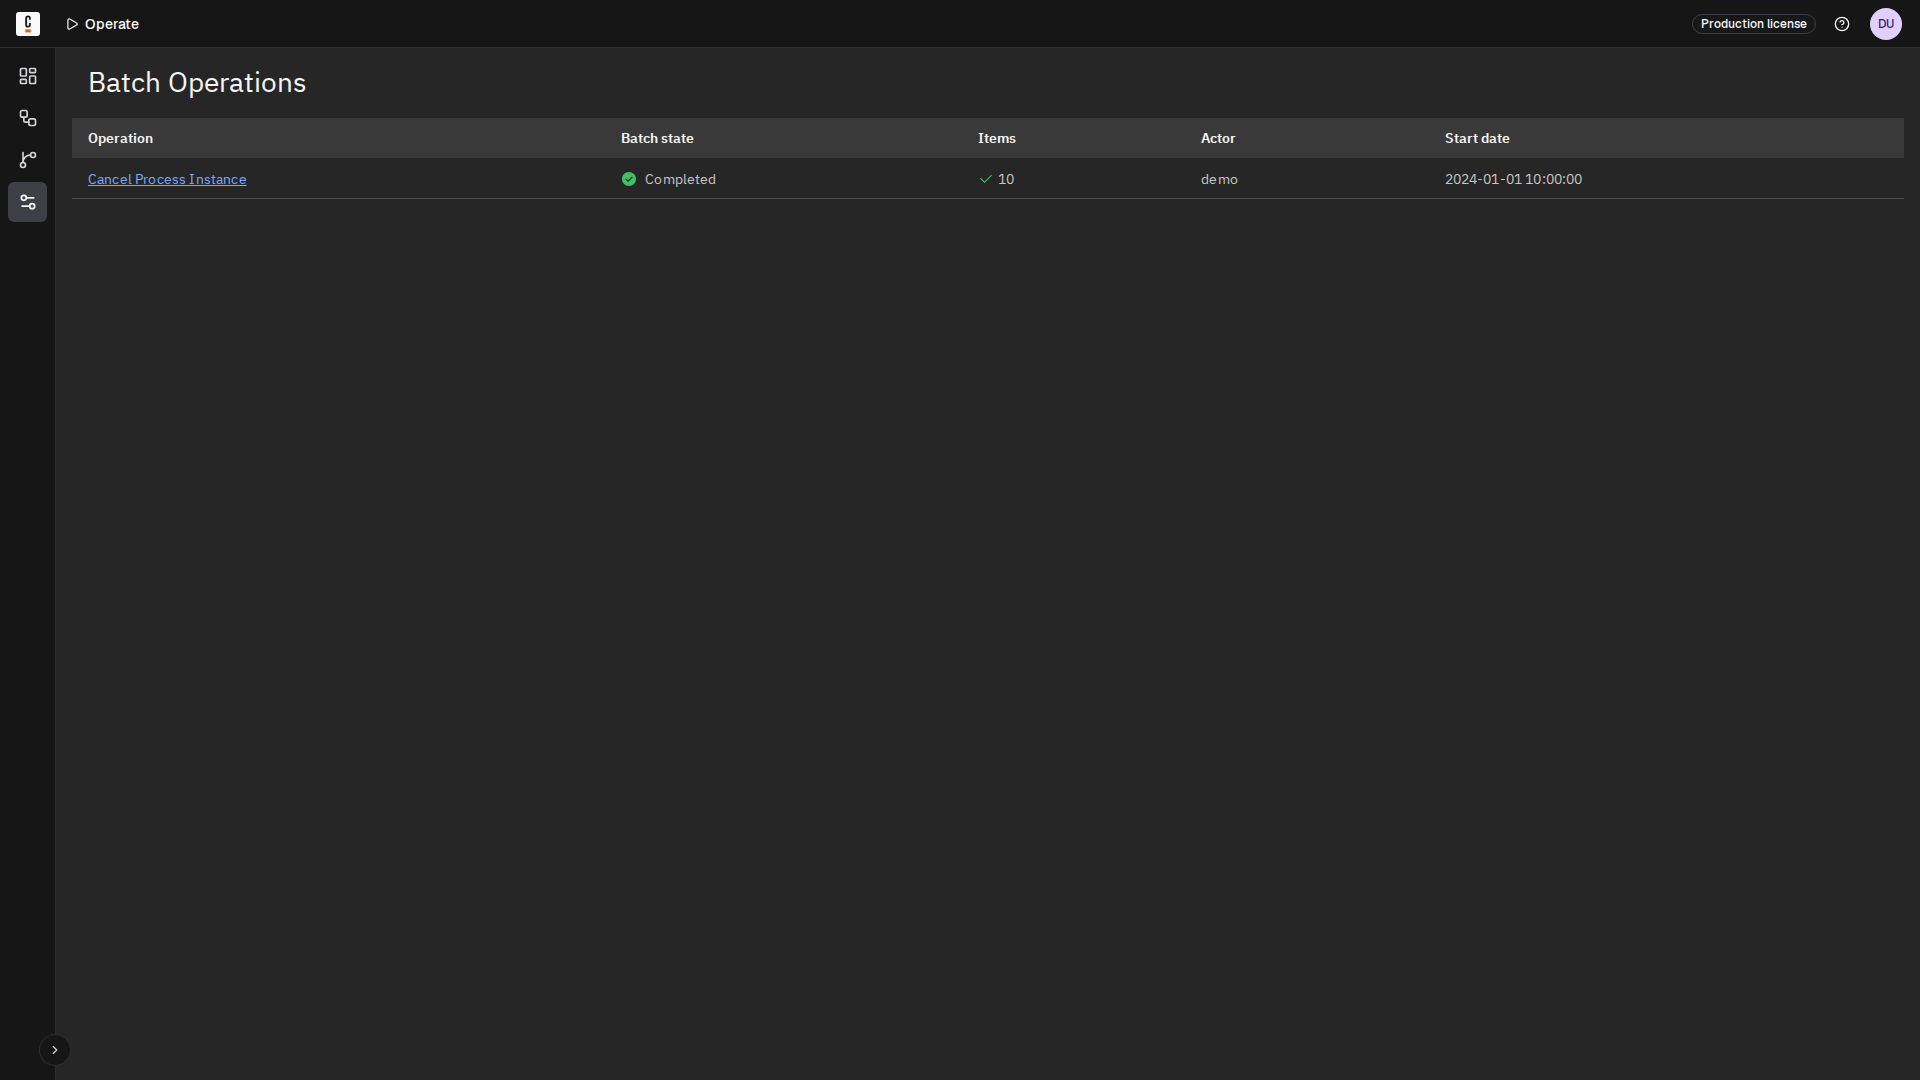 C
Operate
Production license
DU
Batch Operations
Operation Batch state Items Actor Start date
Cancel Process Instance Completed 10 demo 2024-01-01 10:00:00